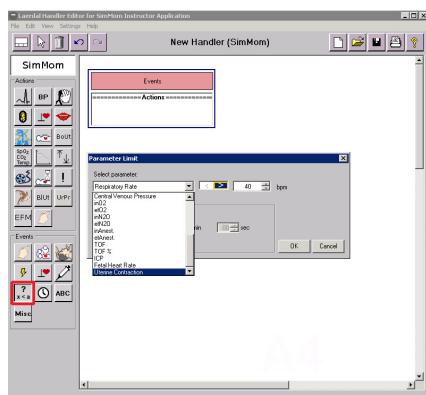 Laerdal Handler Editor for SimMom Instructor Application
File Edit View Settings Help
New Handler (SimMom)
SimMom
Actions
BP
BoUt
SpO2
CO2
Temp
!
BlUt UrPr
EFM
Events
?
x < a
ABC
Misc
Events
============Actions============
Parameter Limit
Select parameter:
Respiratory Rate < > 40 bpm
Central Venous Pressure
inO2
etO2
inN2O
etN2O
inAnest.
etAnest.
TOF
TOF %
ICP
Fetal Heart Rate
Uterine Contraction
min sec
OK Cancel
A4